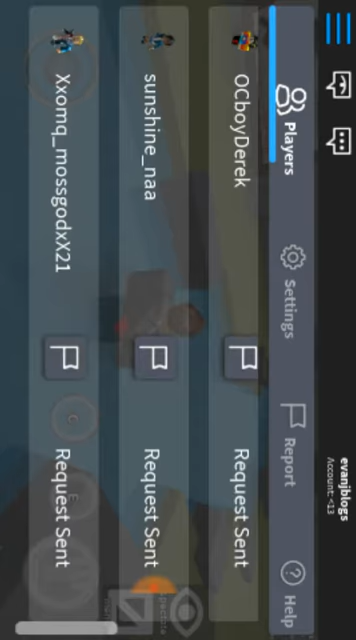 evanjblogs
Account: <13
Players
Settings
Report
Help
OCboyDerek
Request Sent
sunshine_naa
Request Sent
Xxomq_mossgodxX21
Request Sent